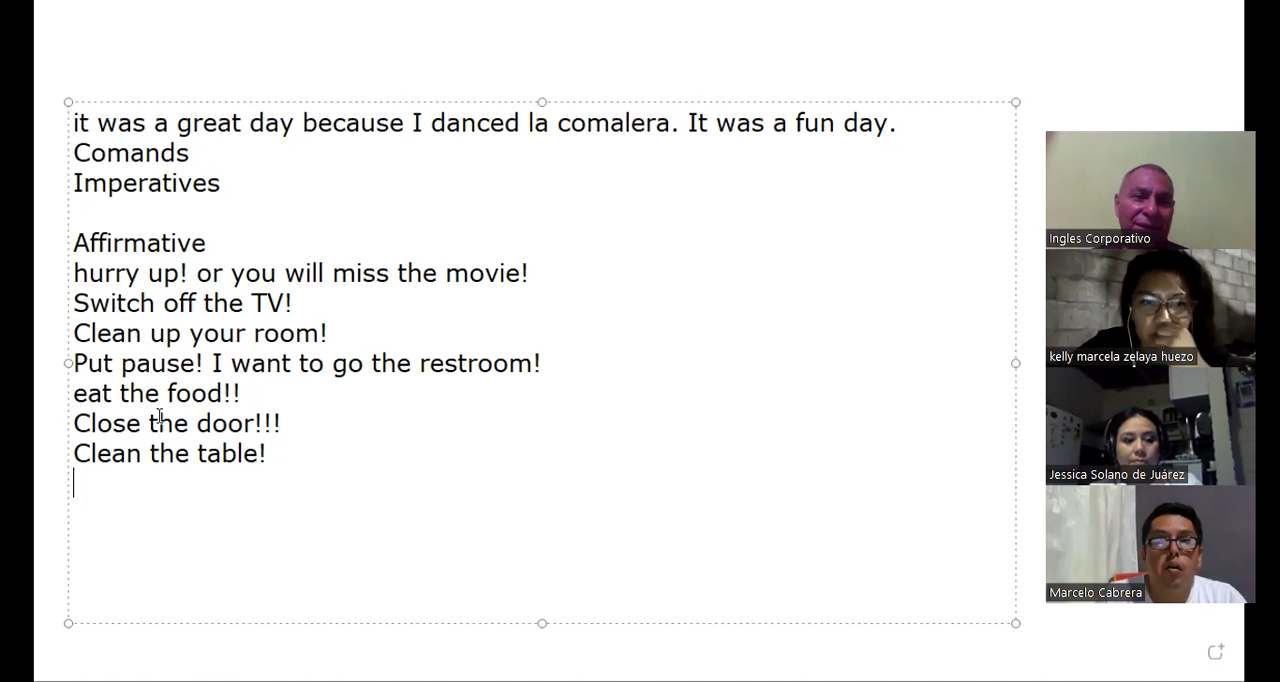 it was a great day because I danced la comalera. It was a fun day.
Comands
Imperatives
Affirmative
hurry up! or you will miss the movie!
Switch off the TV!
Clean up your room!
Put pause! I want to go the restroom!
eat the food!!
Close the door!!!
Clean the table!
Ingles Corporativo
kelly marcela zelaya huezo
Jessica Solano de Juárez
Marcelo Cabrera